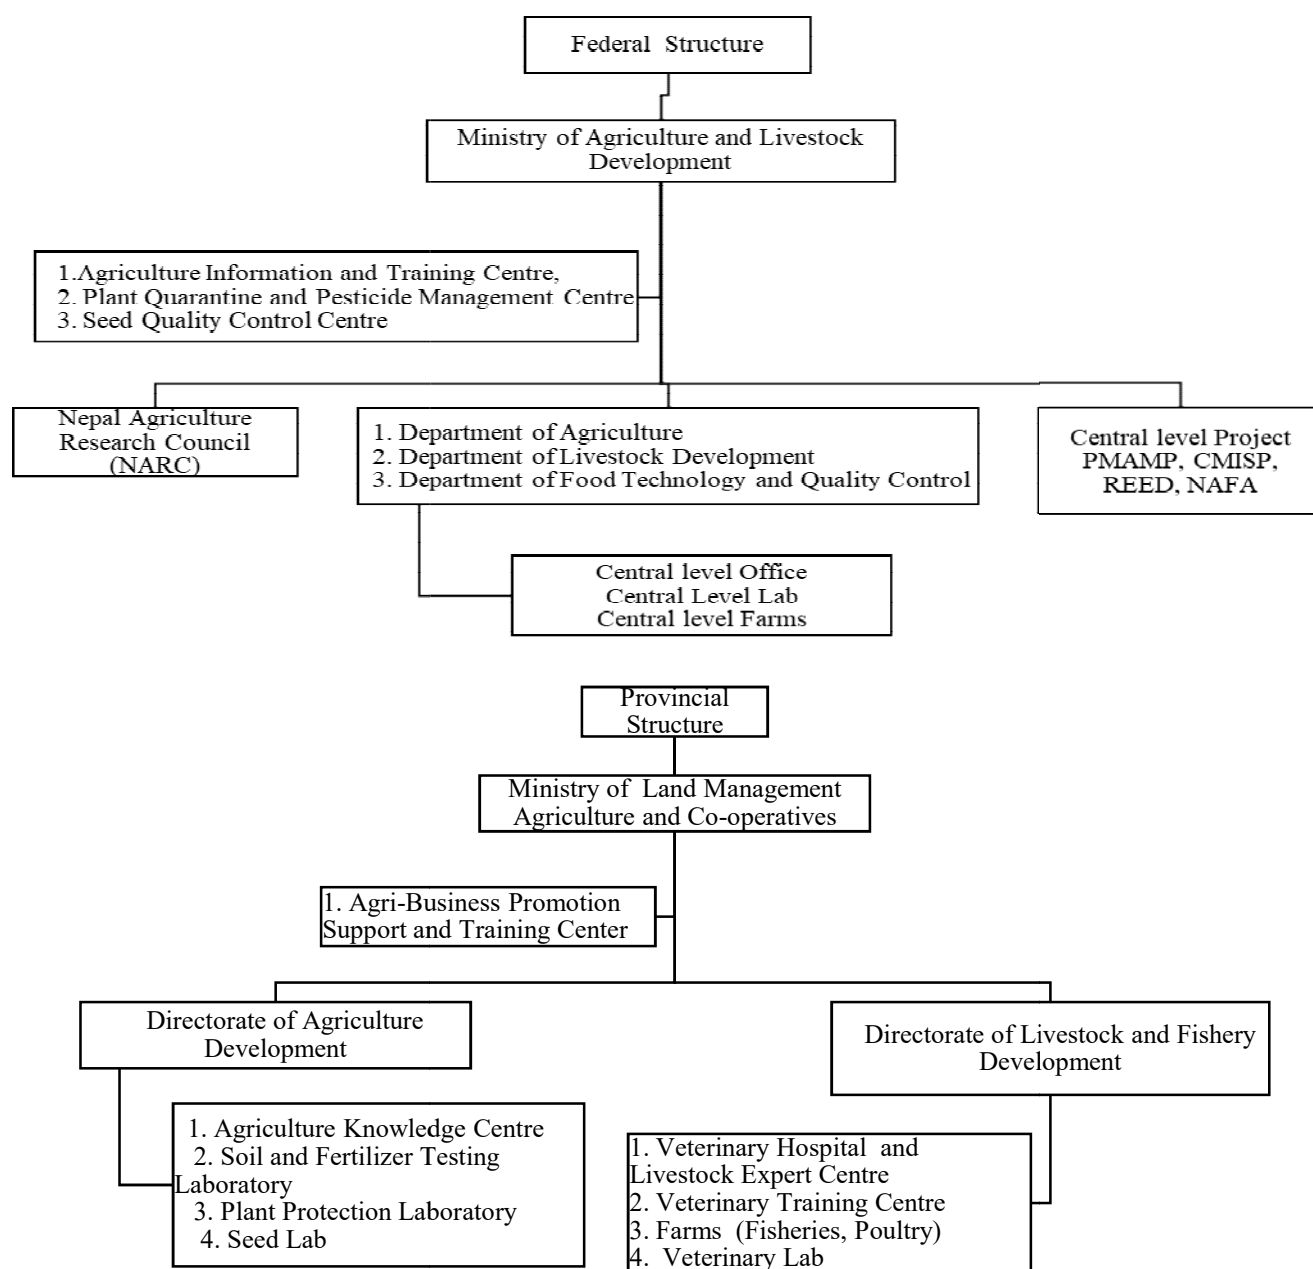 Federal Structure
Ministry of Agriculture and Livestock
Development
1.Agriculture Information and Training Centre,
2. Plant Quarantine and Pesticide Management Centre
3. Seed Quality Control Centre
Nepal Agriculture
Research Council
(NARC)
1. Department of Agriculture
2. Department of Livestock Development
3. Department of Food Technology and Quality Control
Central level Project
PMAMP, CMISP,
REED, NAFA
Central level Office
Central Level Lab
Central level Farms
Provincial
Structure
Ministry of Land Management
Agriculture and Co-operatives
1. Agri-Business Promotion
Support and Training Center
Directorate of Agriculture
Development
Directorate of Livestock and Fishery
Development
1. Agriculture Knowledge Centre
2. Soil and Fertilizer Testing
Laboratory
3. Plant Protection Laboratory
4. Seed Lab
1. Veterinary Hospital and
Livestock Expert Centre
2. Veterinary Training Centre
3. Farms (Fisheries, Poultry)
4. Veterinary Lab